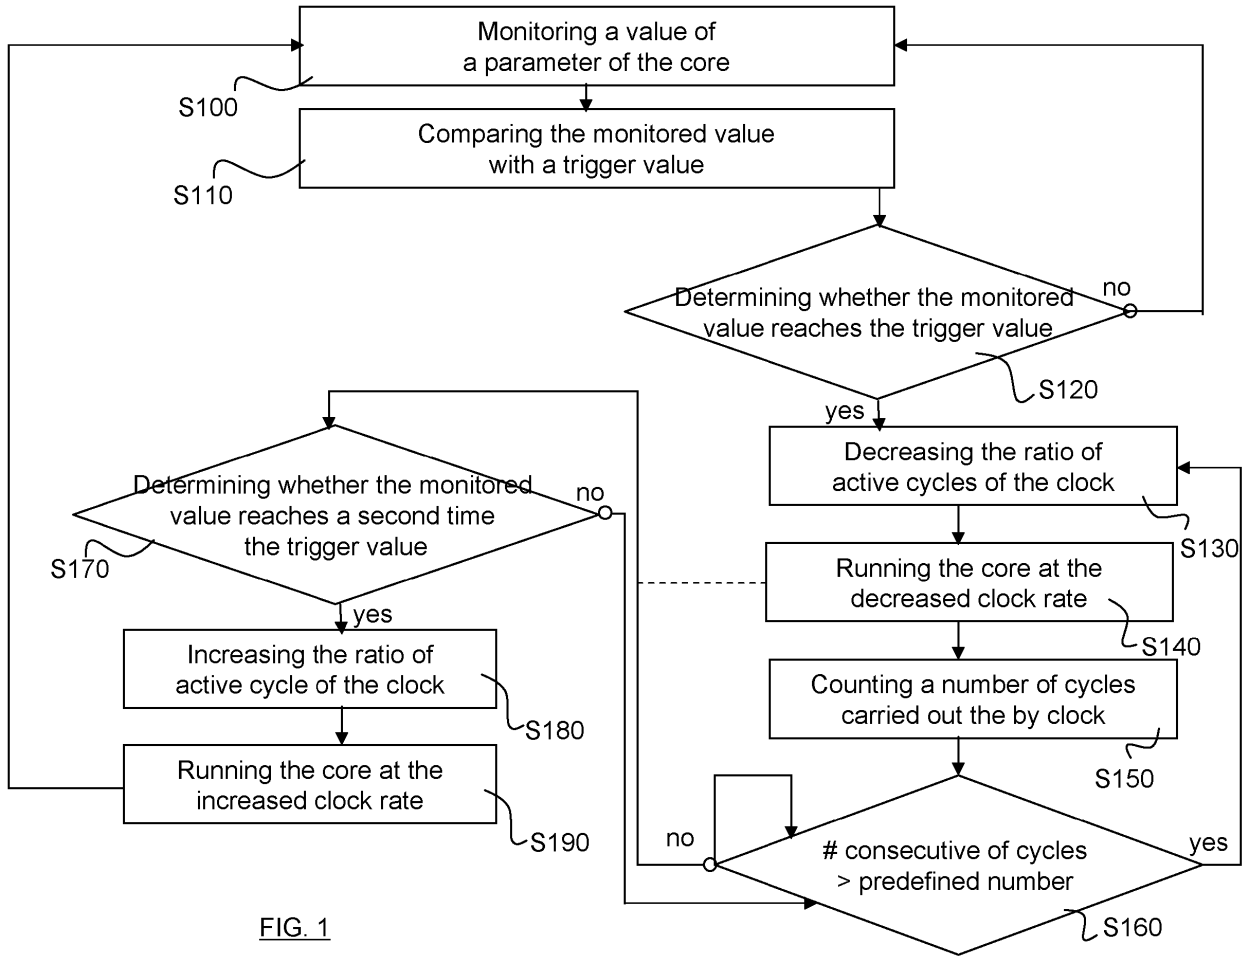 Monitoring a value of
a parameter of the core
S100
Comparing the monitored value
with a trigger value
S110
Determining whether the monitored
value reaches the trigger value
no
S120
yes
Decreasing the ratio of
active cycles of the clock
S130
Running the core at the
decreased clock rate
S140
Counting a number of cycles
carried out the by clock
S150
# consecutive of cycles
> predefined number
no
yes
S160
Determining whether the monitored
value reaches a second time
the trigger value
no
S170
yes
Increasing the ratio of
active cycle of the clock
S180
Running the core at the
increased clock rate
S190
FIG. 1